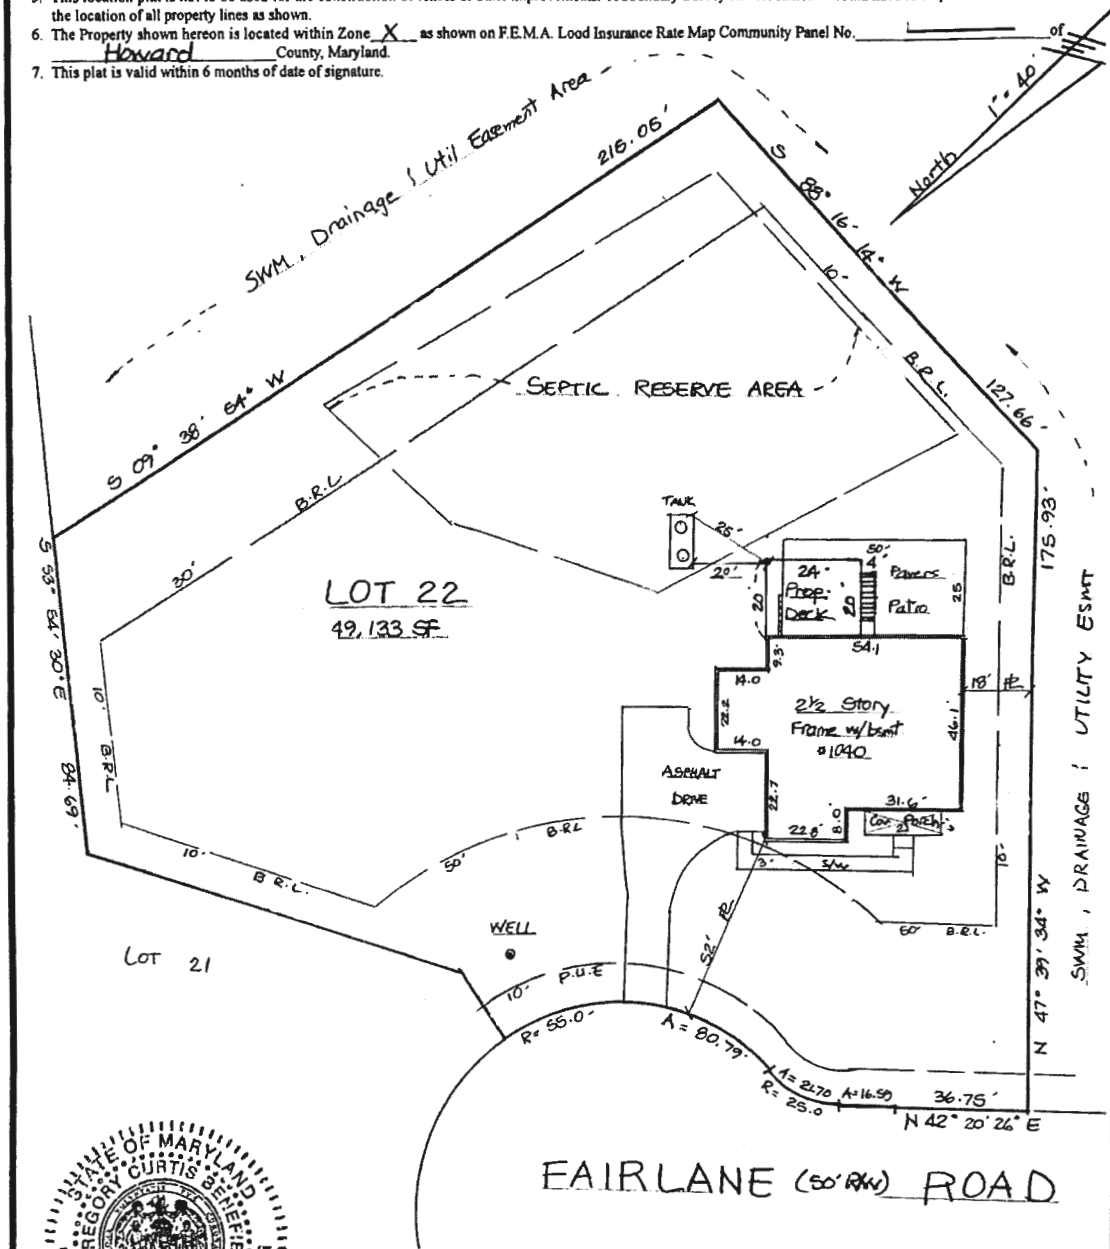 the location of all property lines as shown.
6. The Property shown hereon is located within Zone X as shown on F.E.M.A. Lood Insurance Rate Map Community Panel No. of
Howard County, Maryland.
7. This plat is valid within 6 months of date of signature.
1" = 40'
North
SWM, Drainage & Util Easement Area
216.05'
S 88° 16' 14" W
127.66'
10'
B.R.L.
S 09° 38' 54" W
SEPTIC RESERVE AREA
B.R.L
30'
TANK
25'
20'
50'
24'
4'
Prop. Deck
20'
20'
Pavers
Patio
25
175.93'
B.R.L.
LOT 22
49,133 SF
S 53° 54' 30" E
84.69'
10'
B.R.L
54.1
9.3'
14.0
22.2
14.0
2½ Story
Frame w/bsmt
#1040
46.1'
18' PL
ASPHALT
DRIVE
22.7
31.6'
22.8'
8.0'
Cov. Porch
3'
S/W
SWM, DRAINAGE & UTILITY ESMT
10'
B.R.L.
50'
B.R.L
10'
50'
B.R.L.
52' PL
WELL
LOT 21
10' P.U.E
R= 55.0'
A = 80.79'
A = 21.70
R= 25.0
A=16.59
36.75'
N 42° 20' 26" E
N 47° 39' 34" W
FAIRLANE (50' R/W) ROAD
STATE OF MARYLAND
GREGORY CURTIS BENEFIE